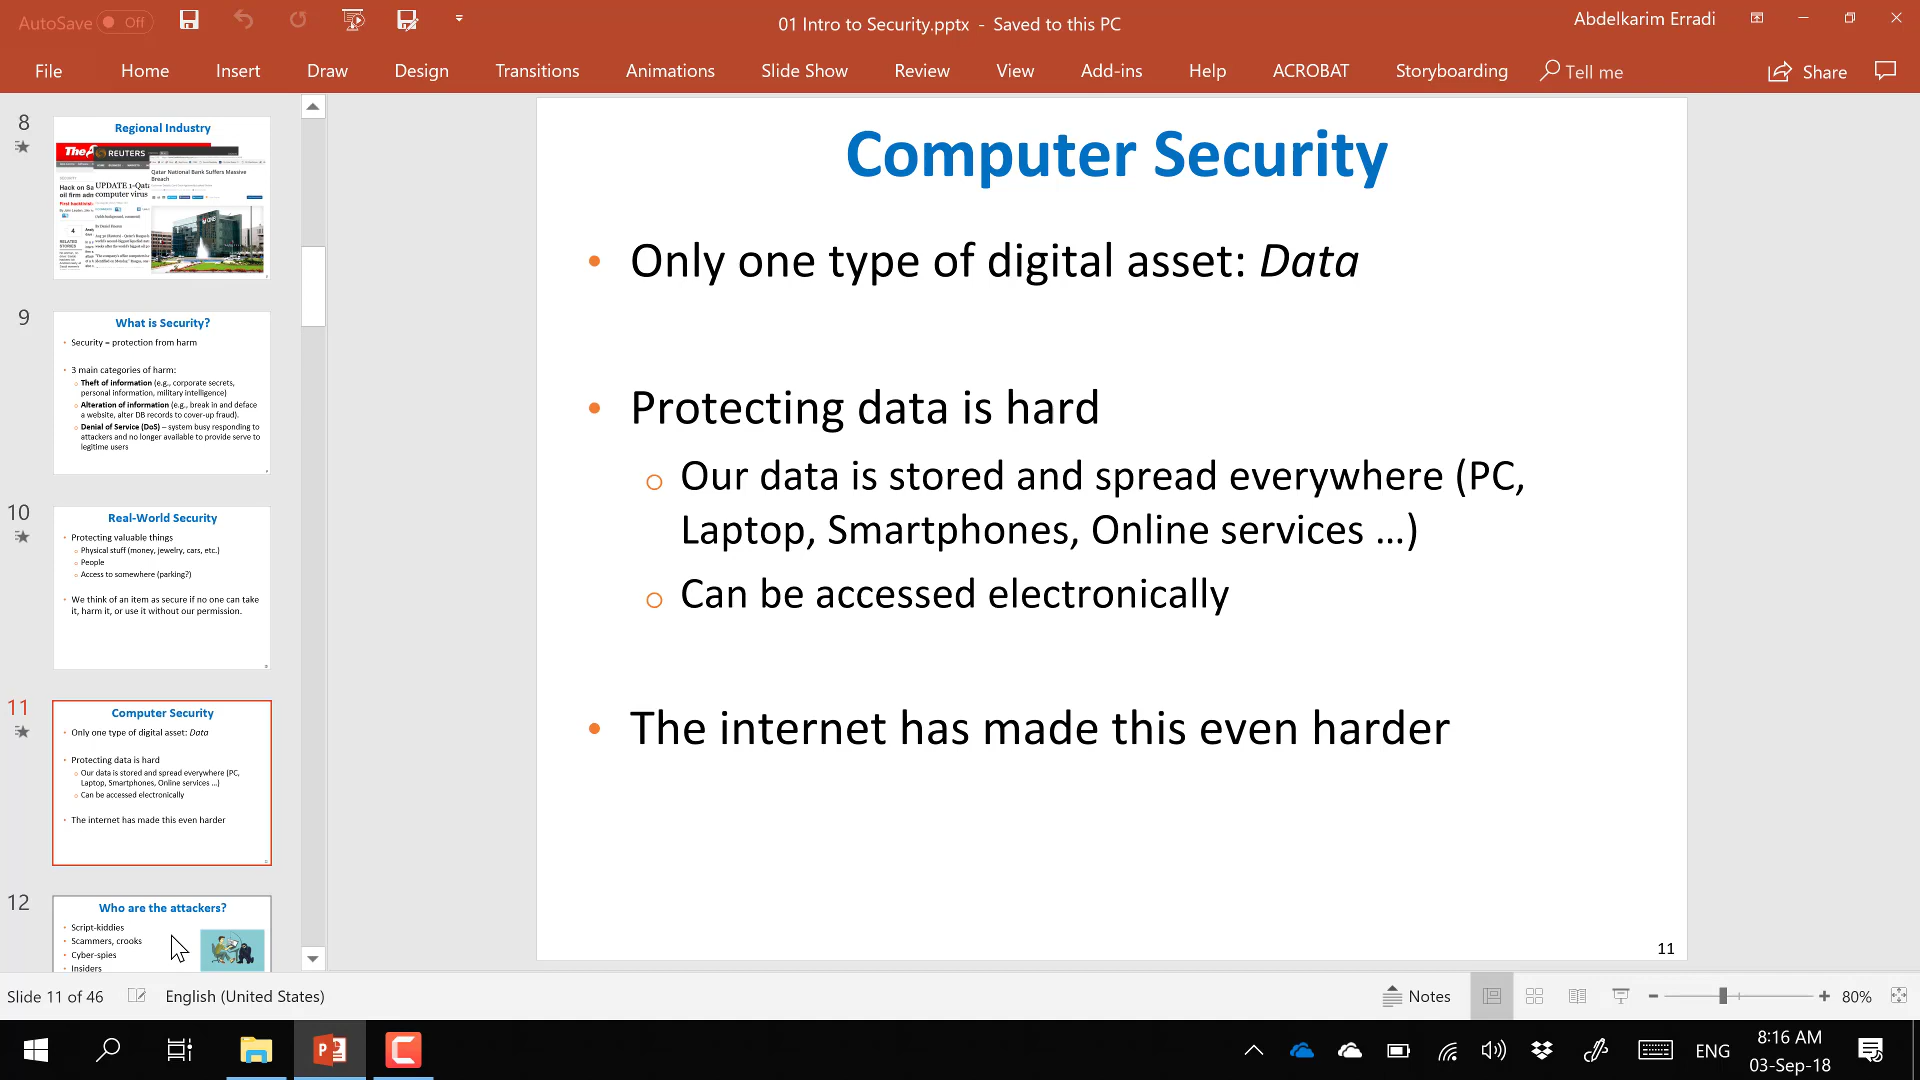 AutoSave Off
01 Intro to Security.pptx - Saved to this PC
Abdelkarim Erradi
File Home Insert Draw Design Transitions Animations Slide Show Review View Add-ins Help ACROBAT Storyboarding Tell me Share
8
Regional Industry
REUTERS
Qatar National Bank Suffers Massive
Breach
Hack on
oil firm
UPDATE 1-
computer virus
9
What is Security?
• Security = protection from harm
• 3 main categories of harm:
o Theft of information (e.g., corporate secrets,
personal information, military intelligence)
o Alteration of information (e.g., break in and deface
a website, alter DB records to cover-up fraud).
o Denial of Service (DoS) – system busy responding to
attackers and no longer available to provide serve to
legitime users
10
Real-World Security
• Protecting valuable things
o Physical stuff (money, jewelry, cars, etc.)
o People
o Access to somewhere (parking?)
• We think of an item as secure if no one can take
it, harm it, or use it without our permission.
11
Computer Security
• Only one type of digital asset: Data
• Protecting data is hard
o Our data is stored and spread everywhere (PC,
Laptop, Smartphones, Online services ...)
o Can be accessed electronically
• The internet has made this even harder
12
Who are the attackers?
• Script-kiddies
• Scammers, crooks
• Cyber-spies
• Insiders
Computer Security
• Only one type of digital asset: Data
• Protecting data is hard
o Our data is stored and spread everywhere (PC,
Laptop, Smartphones, Online services ...)
o Can be accessed electronically
• The internet has made this even harder
11
Slide 11 of 46 English (United States) Notes 80%
ENG
8:16 AM
03-Sep-18